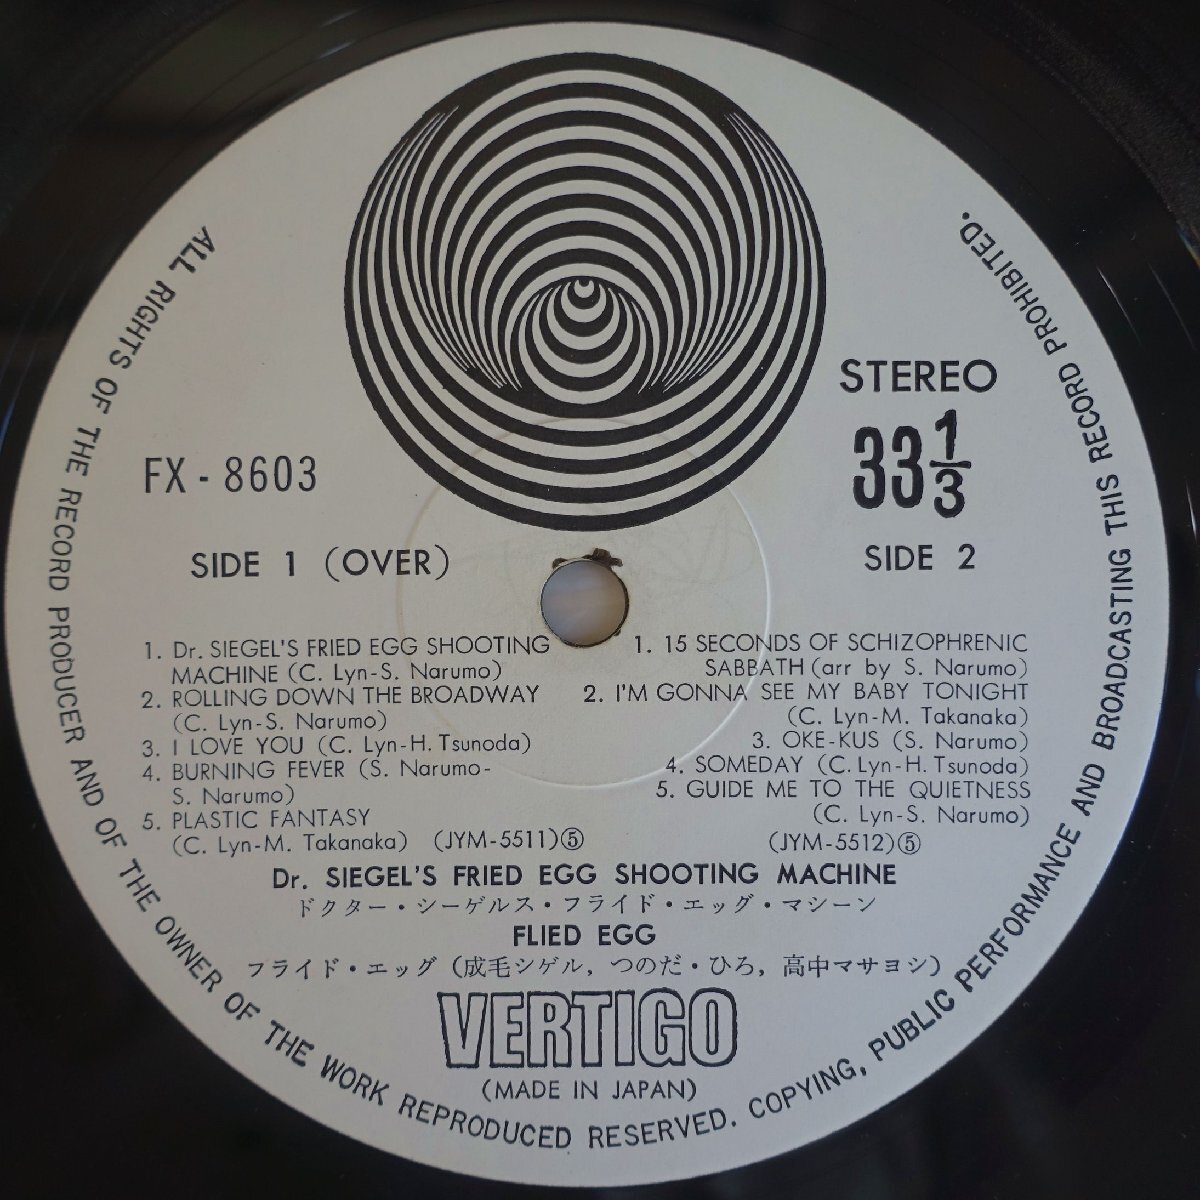 ALL RIGHTS OF THE RECORD PRODUCER AND OF THE OWNER OF THE WORK REPRODUCED RESERVED. COPYING, PUBLIC PERFORMANCE AND BROADCASTING THIS RECORD PROHIBITED.
STEREO
33 1/3
FX-8603
SIDE 1 (OVER)
1. Dr. SIEGEL'S FRIED EGG SHOOTING
MACHINE (C. Lyn-S. Narumo)
2. ROLLING DOWN THE BROADWAY
(C. Lyn-S. Narumo)
3. I LOVE YOU (C. Lyn-H. Tsunoda)
4. BURNING FEVER (S. Narumo-
S. Narumo)
5. PLASTIC FANTASY
(C. Lyn-M. Takanaka) (JYM-5511)⑤
SIDE 2
1. 15 SECONDS OF SCHIZOPHRENIC
SABBATH (arr by S. Narumo)
2. I'M GONNA SEE MY BABY TONIGHT
(C. Lyn-M. Takanaka)
3. OKE-KUS (S. Narumo)
4. SOMEDAY (C. Lyn-H. Tsunoda)
5. GUIDE ME TO THE QUIETNESS
(C. Lyn-S. Narumo)
(JYM-5512)⑤
Dr. SIEGEL'S FRIED EGG SHOOTING MACHINE
ドクター・シーゲルス・フライド・エッグ・マシーン
FLIED EGG
フライド・エッグ (成毛シゲル, つのだ・ひろ, 高中マサヨシ)
VERTIGO
(MADE IN JAPAN)